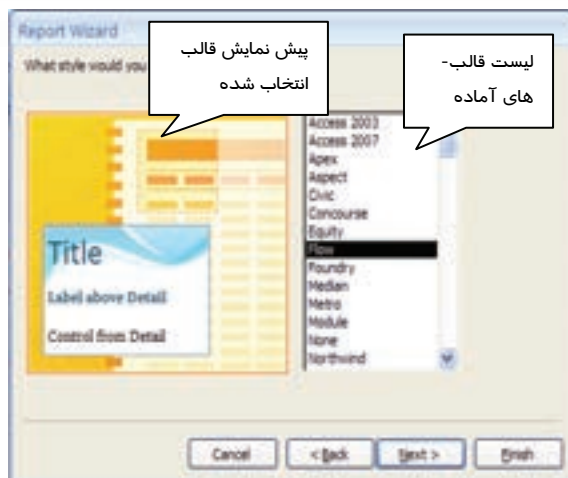 Report Wizard
What style would you
پیش نمایش قالب
انتخاب شده
لیست قالب-
های آماده
Access 2003
Access 2007
Apex
Aspect
Civic
Concourse
Equity
Flow
Foundry
Median
Metro
Module
None
Northwind
Title
Label above Detail
Control from Detail
Cancel
< Back
Next >
Finish